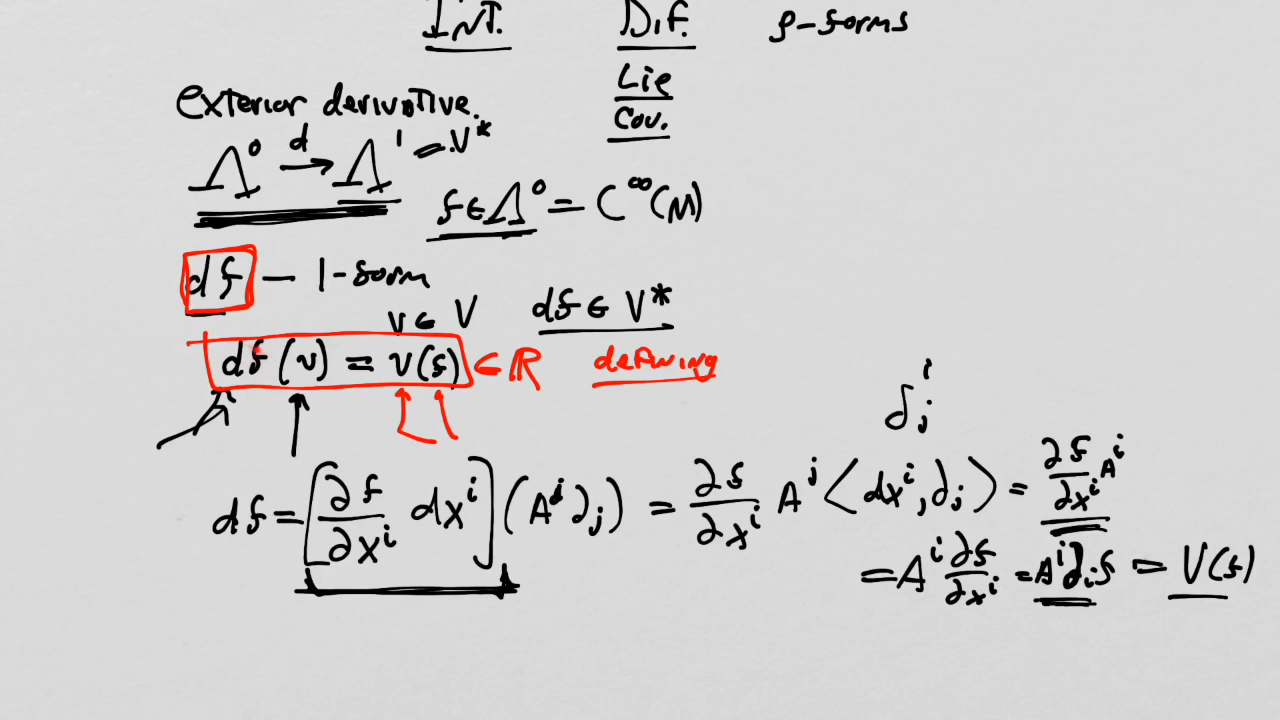 INT. Dif. p-forms
Lie
exterior derivative.
Cov.
Λ⁰ d→ Λ¹ = V*
f ∈ Λ⁰ = C^∞(M)
df — 1-form
v ∈ V df ∈ V*
df(v) = v(f) ∈ ℝ defining
δ^i_j
df = [∂f/∂x^i dx^i] (A^j ∂_j) = ∂f/∂x^i A^j ⟨dx^i, ∂_j⟩ = ∂f/∂x^i A^i
= A^i ∂f/∂x^i = A^i ∂_i f = V(f)